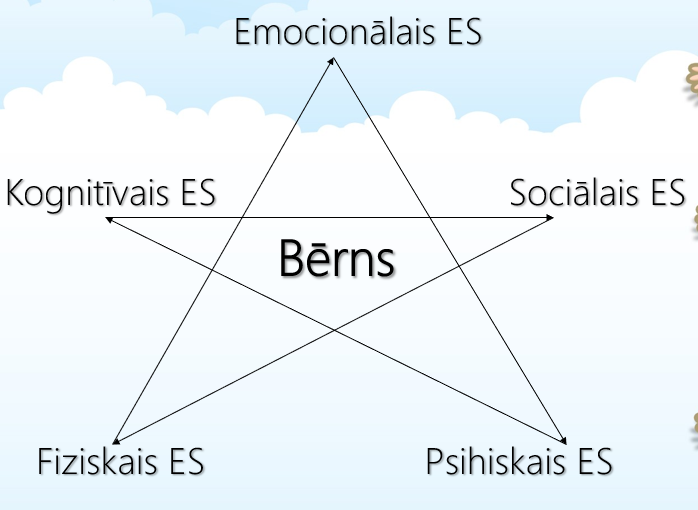 Emocionālais ES
Kognitīvais ES
Sociālais ES
Bērns
Fiziskais ES
Psihiskais ES